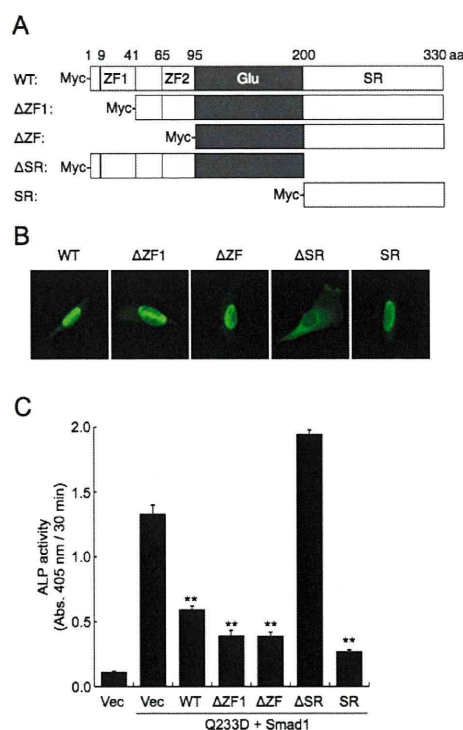 A
1 9 41 65 95 200 330 aa
WT: Myc- ZF1 ZF2 Glu SR
ΔZF1: Myc-
ΔZF: Myc-
ΔSR: Myc-
SR: Myc-
B
WT ΔZF1 ΔZF ΔSR SR
C
ALP activity
(Abs. 405 nm / 30 min)
2.0
1.5
1.0
0.5
0.0
** ** ** **
Vec Vec WT ΔZF1 ΔZF ΔSR SR
Q233D + Smad1